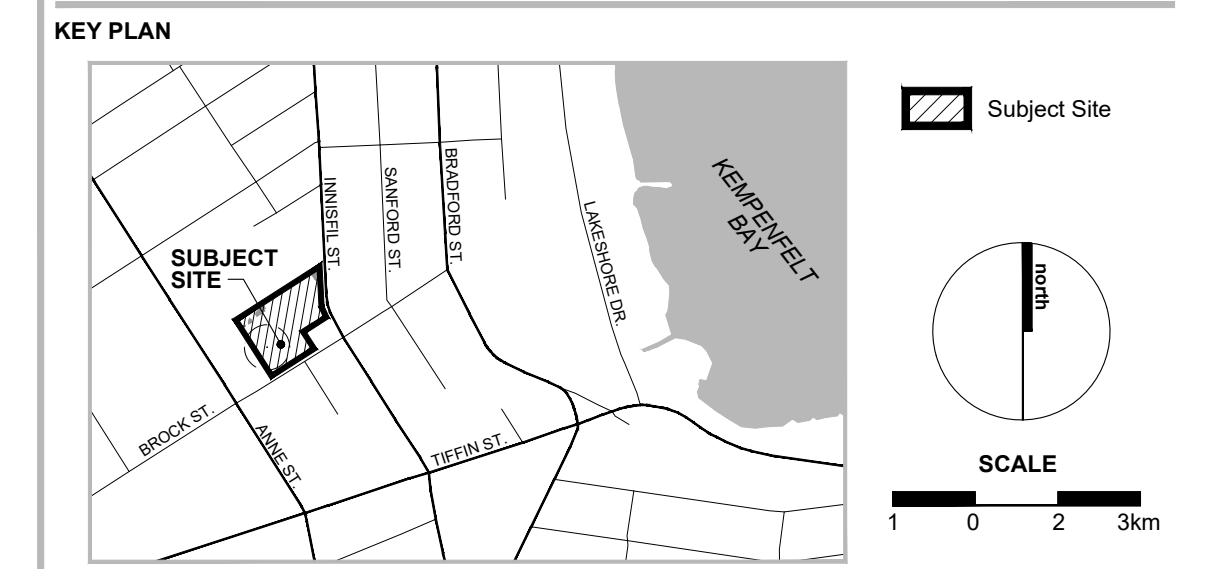 KEY PLAN
Subject Site
KEMPENFELT
BAY
INNISFIL ST.
SANFORD ST.
BRADFORD ST.
LAKESHORE DR.
SUBJECT
SITE
north
BROCK ST.
ANNE ST.
TIFFIN ST.
SCALE
1 0 2 3km